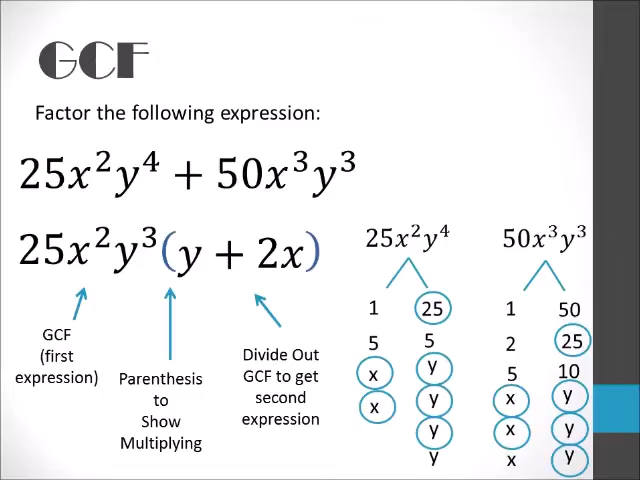 GCF
Factor the following expression:
25x²y⁴ + 50x³y³
25x²y³(y + 2x)
GCF
(first
expression)
Parenthesis
to
Show
Multiplying
Divide Out
GCF to get
second
expression
25x²y⁴
1 25
5 5
x y
x y
y
y
50x³y³
1 50
2 25
5 10
x y
x y
x y